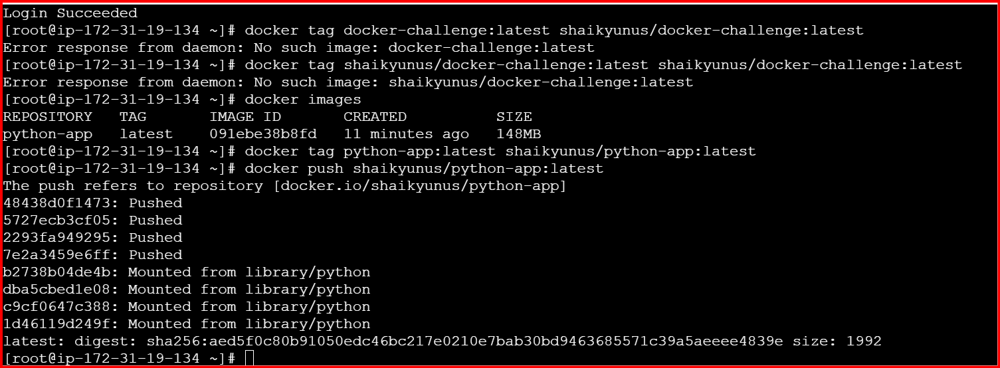 Login Succeeded
[root@ip-172-31-19-134 ~]# docker tag docker-challenge:latest shaikyunus/docker-challenge:latest
Error response from daemon: No such image: docker-challenge:latest
[root@ip-172-31-19-134 ~]# docker tag shaikyunus/docker-challenge:latest shaikyunus/docker-challenge:latest
Error response from daemon: No such image: shaikyunus/docker-challenge:latest
[root@ip-172-31-19-134 ~]# docker images
REPOSITORY   TAG       IMAGE ID       CREATED          SIZE
python-app   latest    091ebe38b8fd   11 minutes ago   148MB
[root@ip-172-31-19-134 ~]# docker tag python-app:latest shaikyunus/python-app:latest
[root@ip-172-31-19-134 ~]# docker push shaikyunus/python-app:latest
The push refers to repository [docker.io/shaikyunus/python-app]
48438d0f1473: Pushed
5727ecb3cf05: Pushed
2293fa949295: Pushed
7e2a3459e6ff: Pushed
b2738b04de4b: Mounted from library/python
dba5cbed1e08: Mounted from library/python
c9cf0647c388: Mounted from library/python
1d46119d249f: Mounted from library/python
latest: digest: sha256:aed5f0c80b91050edc46bc217e0210e7bab30bd9463685571c39a5aeeee4839e size: 1992
[root@ip-172-31-19-134 ~]#